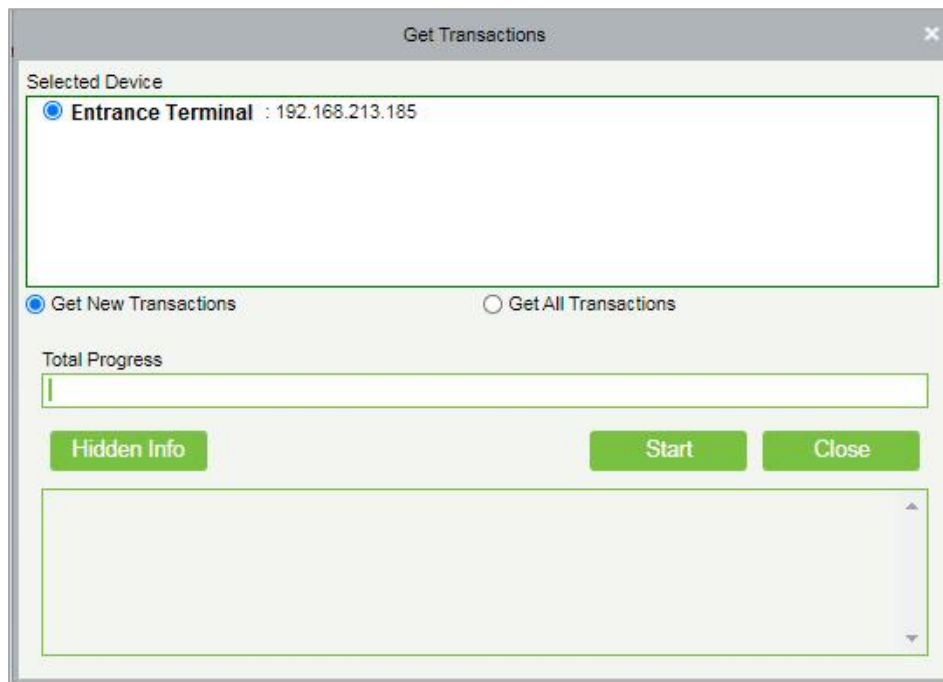 Get Transactions
Selected Device
Entrance Terminal : 192.168.213.185
Get New Transactions Get All Transactions
Total Progress
Hidden Info Start Close